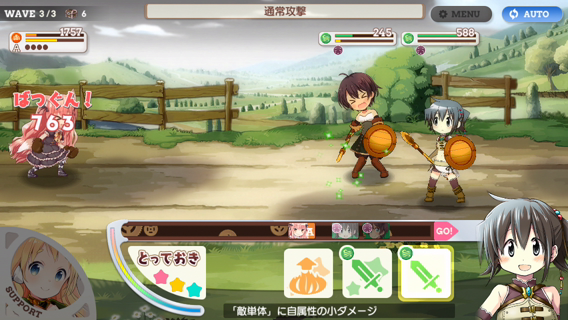 WAVE 3/3 6
通常攻撃
MENU
AUTO
1757
A
245
588
ばつぐん!
763
A
GO!
とっておき
SUPPORT
「敵単体」に自属性の小ダメージ